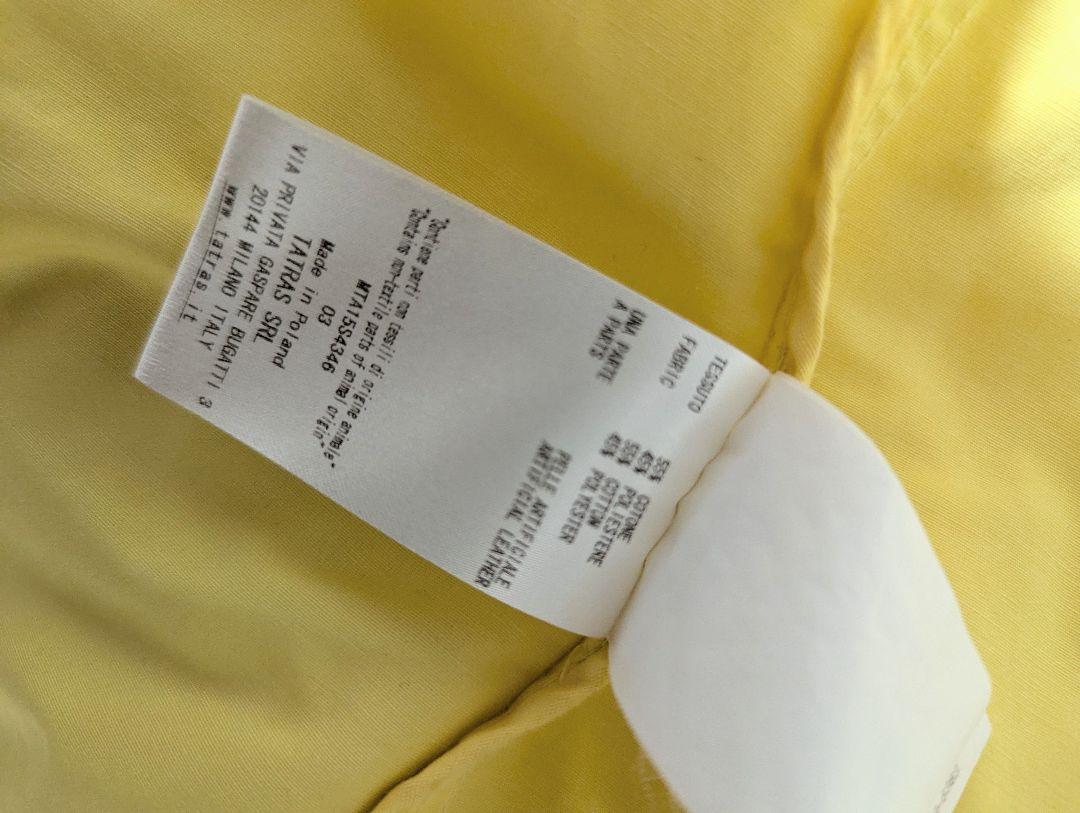 TESSUTO
FABRIC
55% COTONE
45% POLIESTERE
55% COTTON
45% POLYESTER
UNA PARTE
A PARTS
PELLE ARTIFICIALE
ARTIFICIAL LEATHER
"Contiene parti non tessili di origine animale"
"Contains non-textile parts of animal origin"
MTA15S4346
03
Made in Poland
TATRAS SRL
VIA PRIVATA GASPARE BUGATTI 3
20144 MILANO ITALY
www.tatras.it